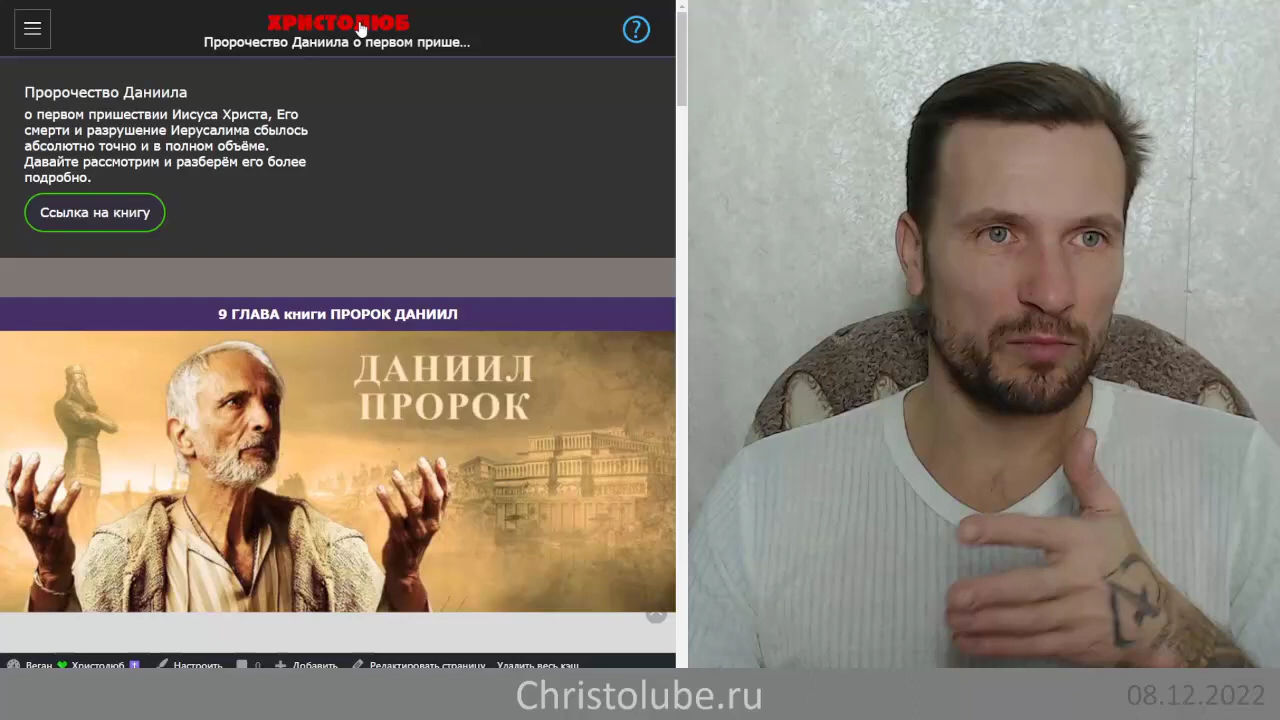 ХРИСТОЛЮБ
Пророчество Даниила о первом прише...
?
Пророчество Даниила
о первом пришествии Иисуса Христа, Его
смерти и разрушение Иерусалима сбылось
абсолютно точно и в полном объёме.
Давайте рассмотрим и разберём его более
подробно.
Ссылка на книгу
9 ГЛАВА книги ПРОРОК ДАНИИЛ
ДАНИИЛ
ПРОРОК
Веган Христолюб Настроить 0 Добавить Редактировать страницу Удалить весь кэш
Christolube.ru
08.12.2022